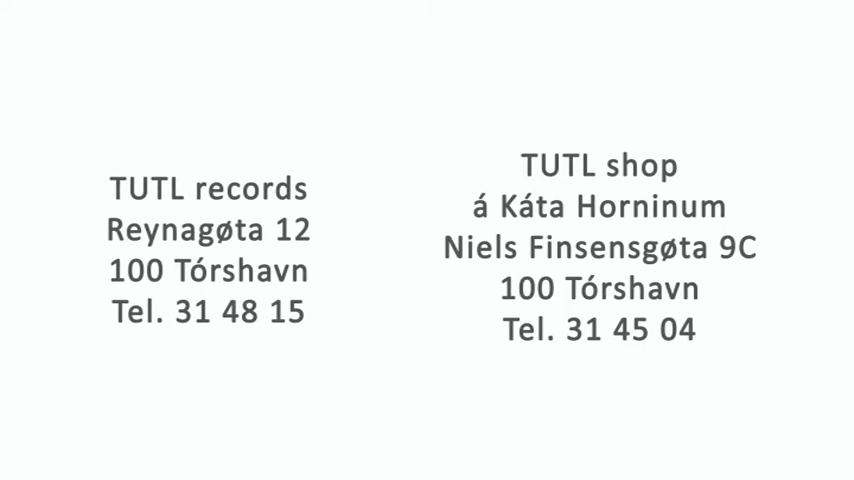 TUTL records
Reynagøta 12
100 Tórshavn
Tel. 31 48 15
TUTL shop
á Káta Horninum
Niels Finsensgøta 9C
100 Tórshavn
Tel. 31 45 04